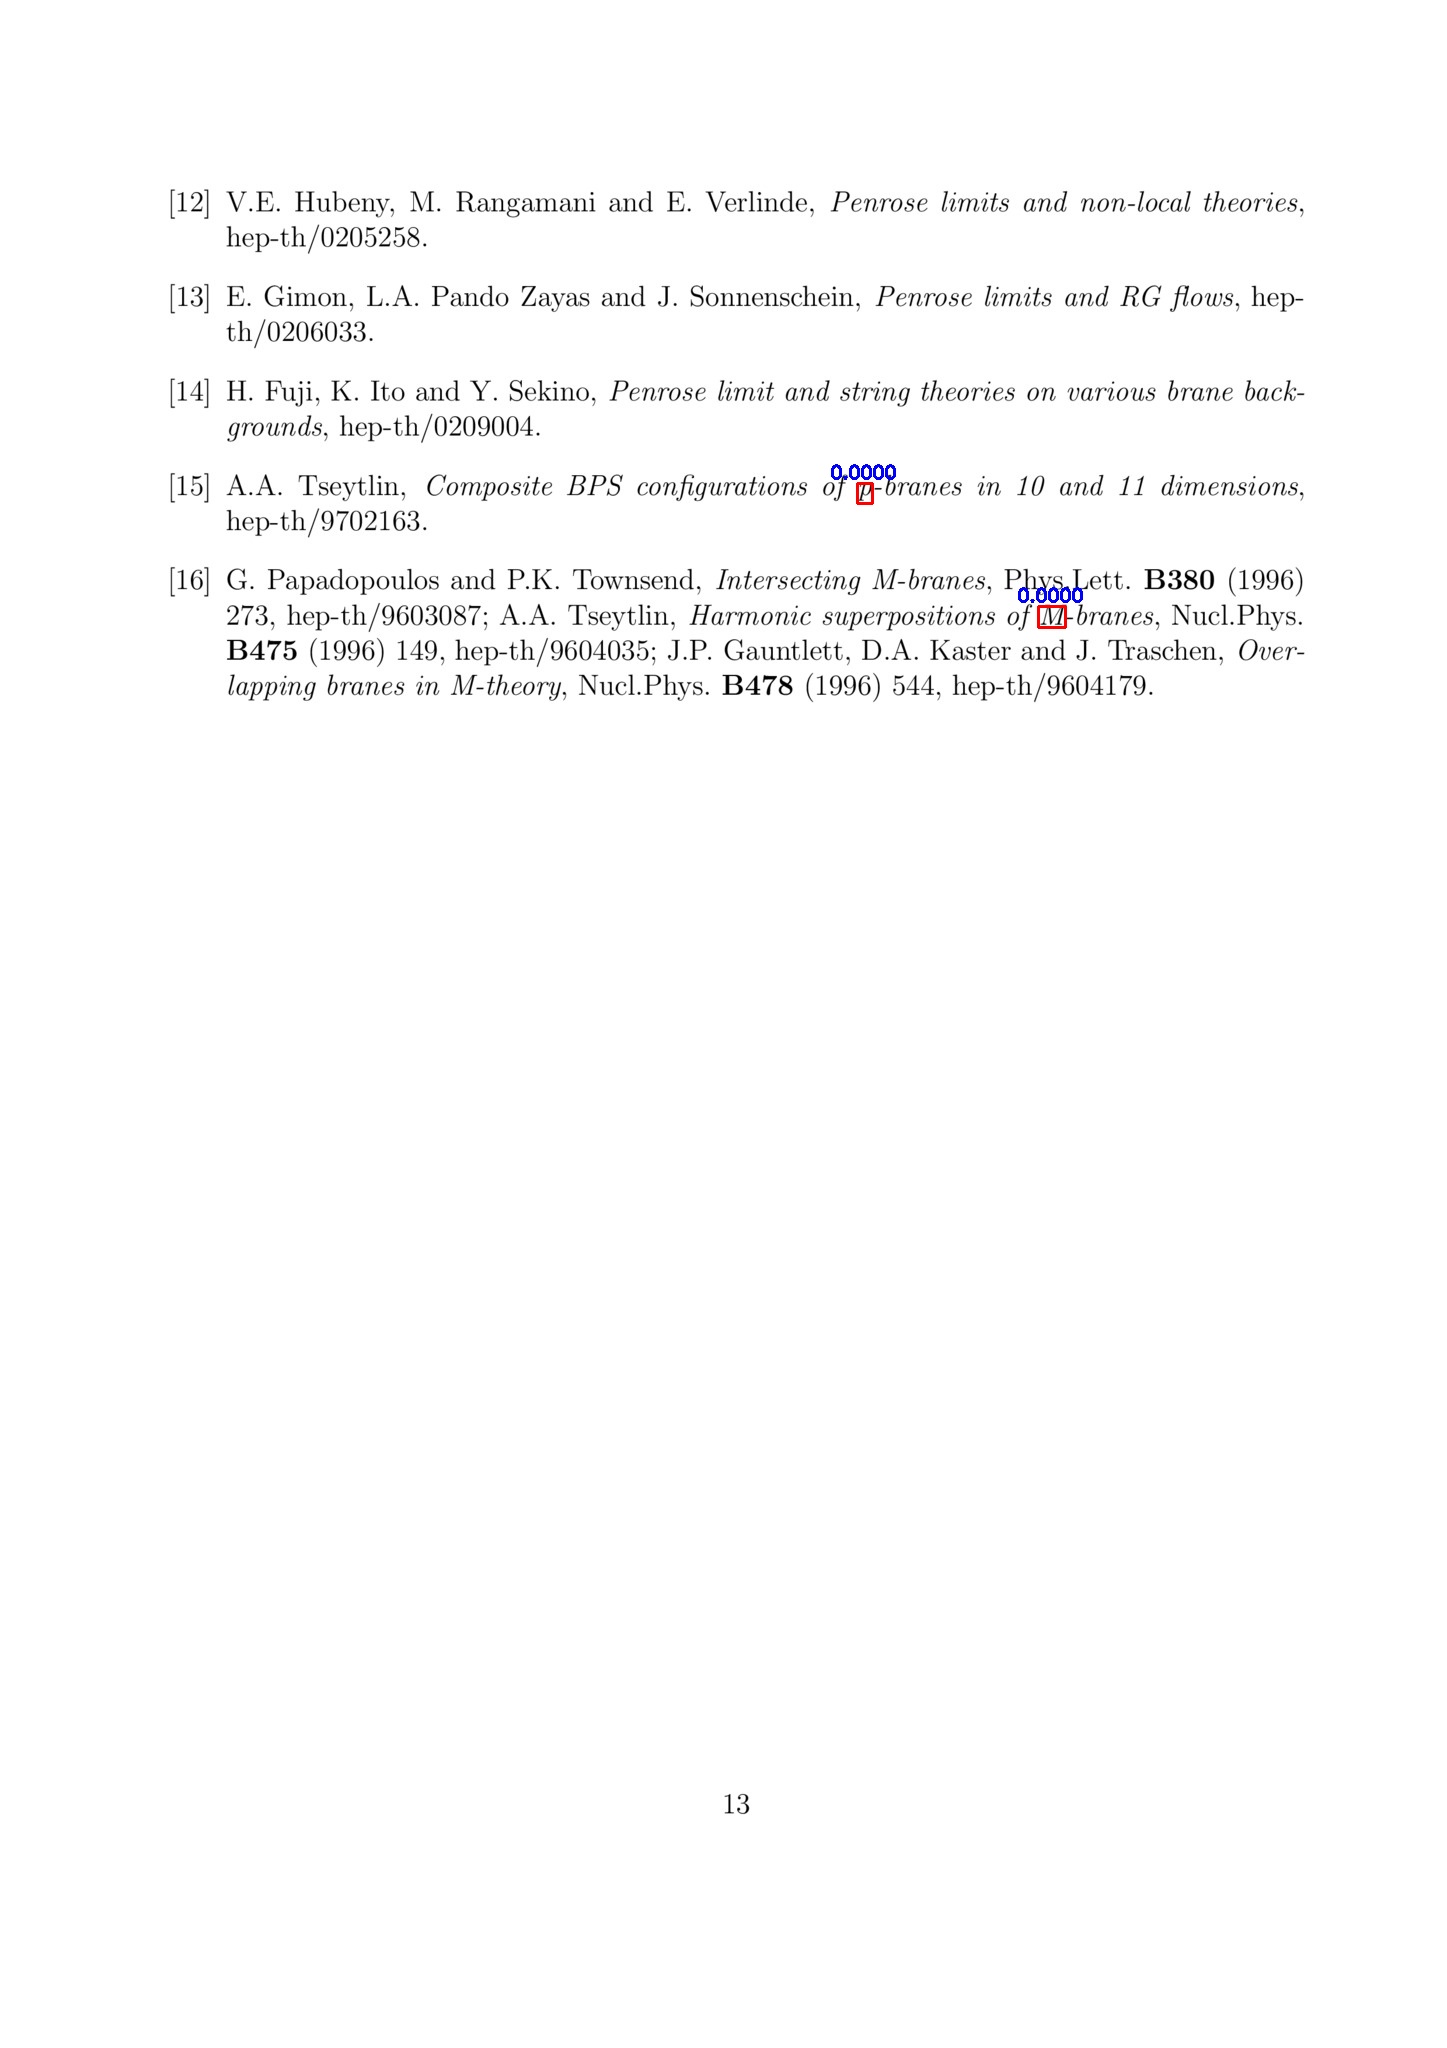 [12] V.E. Hubeny, M. Rangamani and E. Verlinde, Penrose limits and non-local theories,
hep-th/0205258.
[13] E. Gimon, L.A. Pando Zayas and J. Sonnenschein, Penrose limits and RG flows, hep-
th/0206033.
[14] H. Fuji, K. Ito and Y. Sekino, Penrose limit and string theories on various brane back-
grounds, hep-th/0209004.
0.0000
[15] A.A. Tseytlin, Composite BPS configurations of p-branes in 10 and 11 dimensions,
hep-th/9702163.
[16] G. Papadopoulos and P.K. Townsend, Intersecting M-branes, Phys.Lett. B380 (1996)
0.0000
273, hep-th/9603087; A.A. Tseytlin, Harmonic superpositions of M-branes, Nucl.Phys.
B475 (1996) 149, hep-th/9604035; J.P. Gauntlett, D.A. Kaster and J. Traschen, Over-
lapping branes in M-theory, Nucl.Phys. B478 (1996) 544, hep-th/9604179.
13